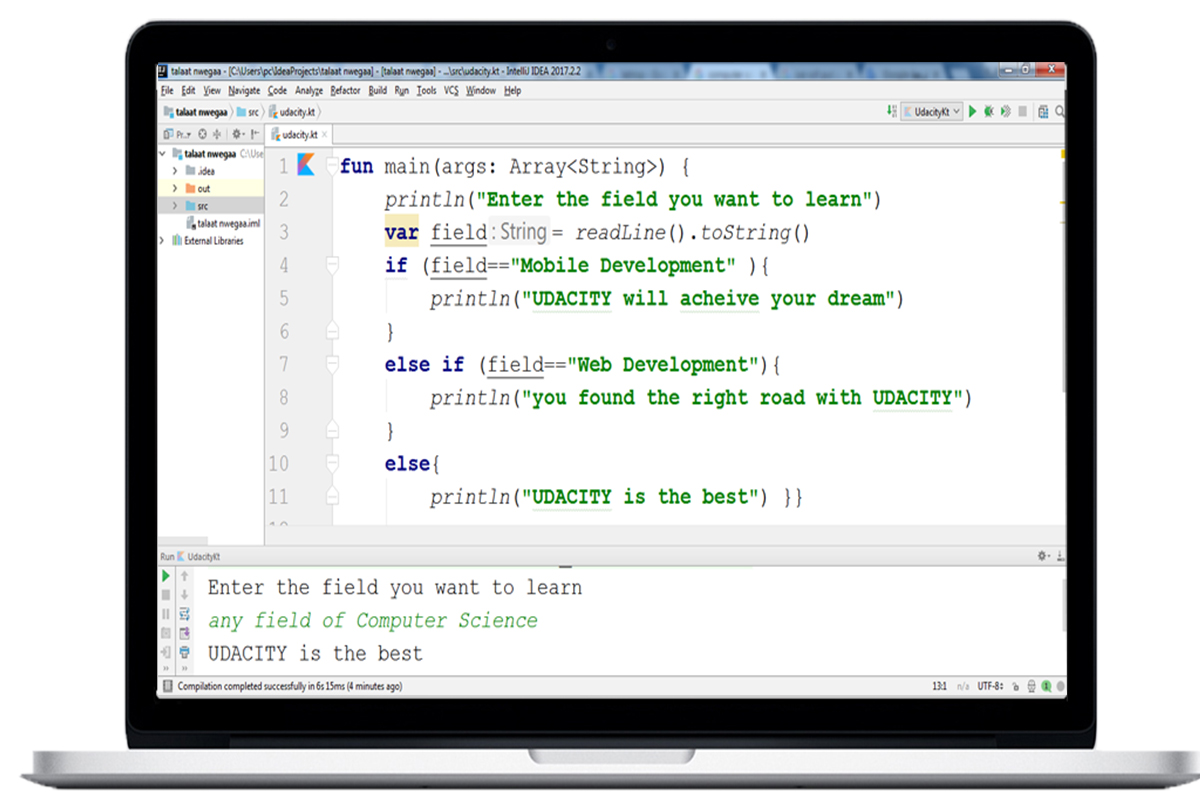 talaat nwegaa - [C:\Users\pc\IdeaProjects\talaat nwegaa] - [talaat nwegaa] - ...\src\udacity.kt - IntelliJ IDEA 2017.2.2
File Edit View Navigate Code Analyze Refactor Build Run Tools VCS Window Help
talaat nwegaa src udacity.kt UdacityKt
Pr.. udacity.kt
talaat nwegaa C:\Use
.idea
out
src
talaat nwegaa.iml
External Libraries
1 fun main(args: Array<String>) {
2 println("Enter the field you want to learn")
3 var field: String = readLine().toString()
4 if (field=="Mobile Development" ){
5 println("UDACITY will acheive your dream")
6 }
7 else if (field=="Web Development"){
8 println("you found the right road with UDACITY")
9 }
10 else{
11 println("UDACITY is the best") }}
Run UdacityKt
Enter the field you want to learn
any field of Computer Science
UDACITY is the best
Compilation completed successfully in 6s 15ms (4 minutes ago) 13:1 n/a UTF-8